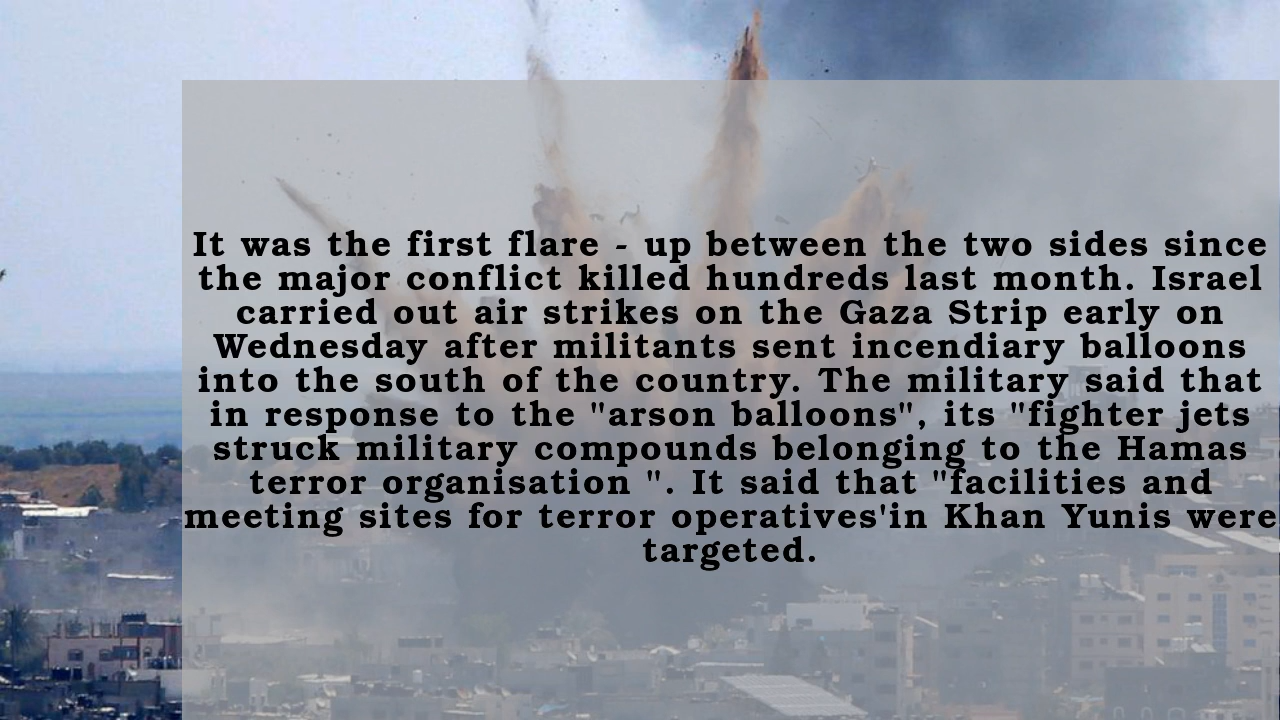 It was the first flare - up between the two sides since
the major conflict killed hundreds last month. Israel
carried out air strikes on the Gaza Strip early on
Wednesday after militants sent incendiary balloons
into the south of the country. The military said that
in response to the "arson balloons", its "fighter jets
struck military compounds belonging to the Hamas
terror organisation ". It said that "facilities and
meeting sites for terror operatives'in Khan Yunis were
targeted.